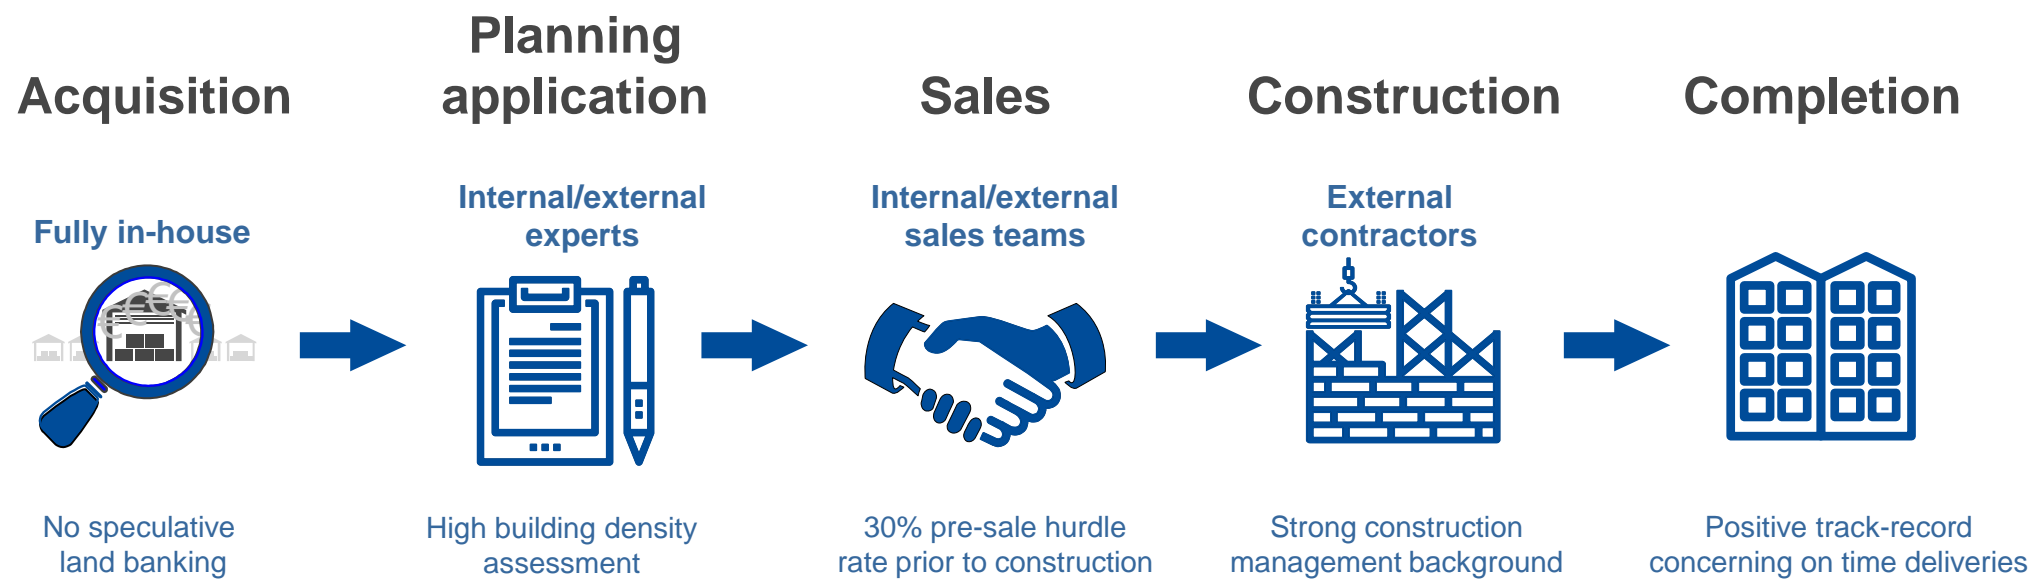 Acquisition
Planning
application
Sales
Construction
Completion
Fully in-house
Internal/external
experts
Internal/external
sales teams
External
contractors
No speculative
land banking
High building density
assessment
30% pre-sale hurdle
rate prior to construction
Strong construction
management background
Positive track-record
concerning on time deliveries